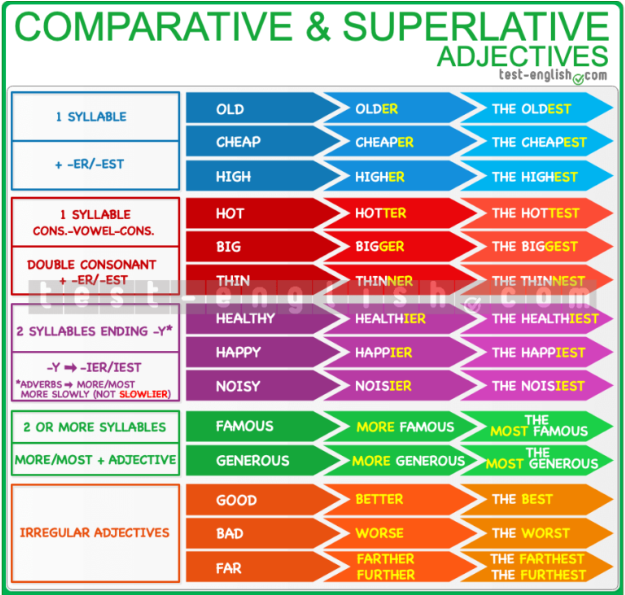 COMPARATIVE & SUPERLATIVE
ADJECTIVES
test-english.com
1 SYLLABLE
+ -ER/-EST
OLD OLDER THE OLDEST
CHEAP CHEAPER THE CHEAPEST
HIGH HIGHER THE HIGHEST
1 SYLLABLE
CONS.-VOWEL-CONS.
DOUBLE CONSONANT
+ -ER/-EST
HOT HOTTER THE HOTTEST
BIG BIGGER THE BIGGEST
THIN THINNER THE THINNEST
test-english.com
2 SYLLABLES ENDING -Y*
-Y ➡ -IER/IEST
*ADVERBS ➡ MORE/MOST
MORE SLOWLY (NOT SLOWLIER)
HEALTHY HEALTHIER THE HEALTHIEST
HAPPY HAPPIER THE HAPPIEST
NOISY NOISIER THE NOISIEST
2 OR MORE SYLLABLES
MORE/MOST + ADJECTIVE
FAMOUS MORE FAMOUS THE
MOST FAMOUS
GENEROUS MORE GENEROUS THE
MOST GENEROUS
IRREGULAR ADJECTIVES
GOOD BETTER THE BEST
BAD WORSE THE WORST
FAR FARTHER THE FARTHEST
FURTHER THE FURTHEST